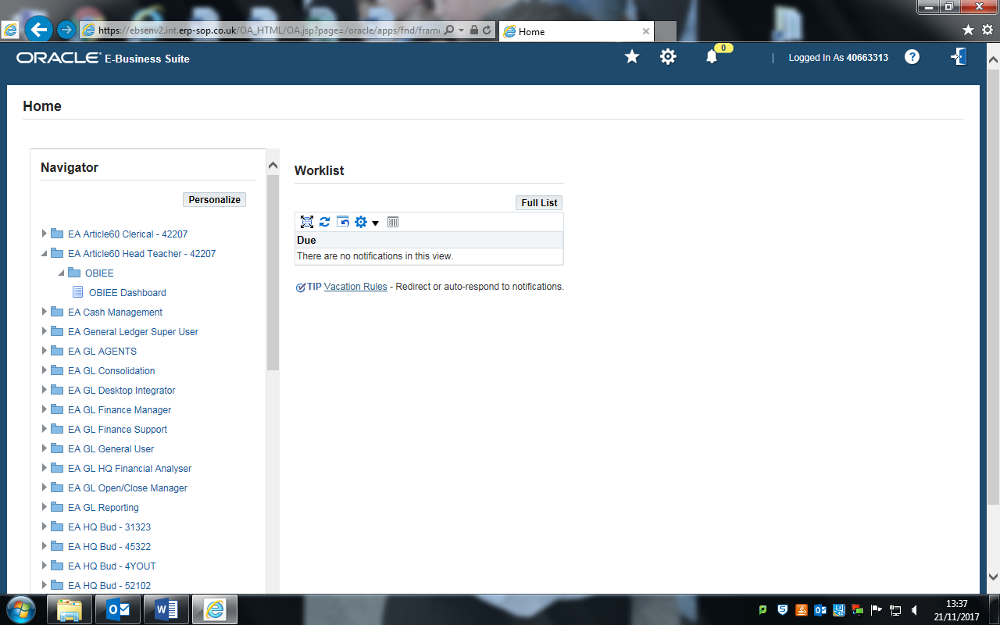 https://ebsenv2.int.erp-sop.co.uk/OA_HTML/OA.jsp?page=/oracle/apps/fnd/frame
Home
ORACLE® E-Business Suite
0
Logged In As 40663313
Home
Navigator
Personalize
EA Article60 Clerical - 42207
EA Article60 Head Teacher - 42207
OBIEE
OBIEE Dashboard
EA Cash Management
EA General Ledger Super User
EA GL AGENTS
EA GL Consolidation
EA GL Desktop Integrator
EA GL Finance Manager
EA GL Finance Support
EA GL General User
EA GL HQ Financial Analyser
EA GL Open/Close Manager
EA GL Reporting
EA HQ Bud - 31323
EA HQ Bud - 45322
EA HQ Bud - 4YOUT
EA HQ Bud - 52102
Worklist
Full List
Due
There are no notifications in this view.
TIP Vacation Rules - Redirect or auto-respond to notifications.
13:37
21/11/2017